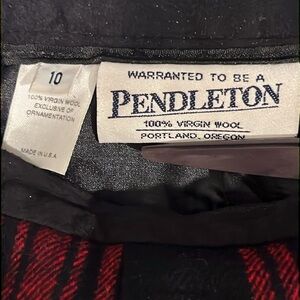 10
100% VIRGIN WOOL
EXCLUSIVE OF
ORNAMENTATION
MADE IN U.S.A.
WARRANTED TO BE A
PENDLETON
100% VIRGIN WOOL
PORTLAND, OREGON